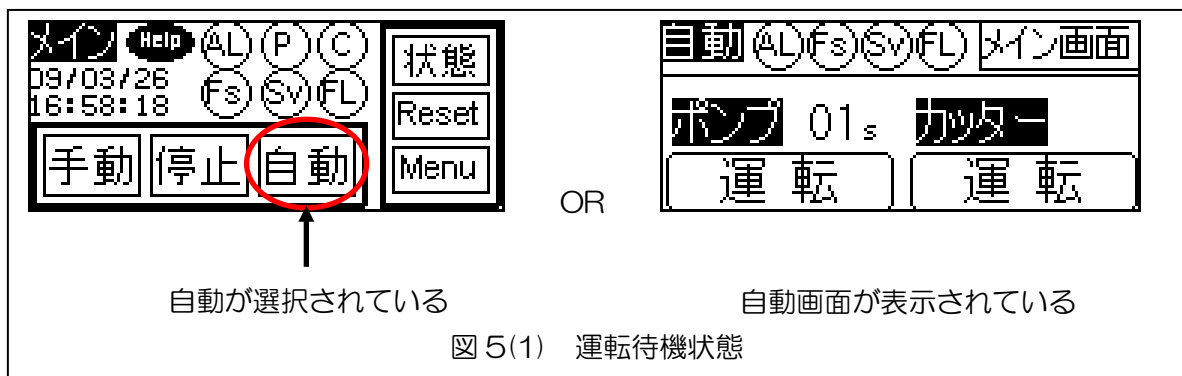 メイン Help AL P C
09/03/26
16:58:18 Fs Sv FL
手動 停止 自動
状態
Reset
Menu
OR
自動 AL Fs Sv FL メイン画面
ポンプ 01s カッター
運転 運転
自動が選択されている
自動画面が表示されている
図 5(1) 運転待機状態